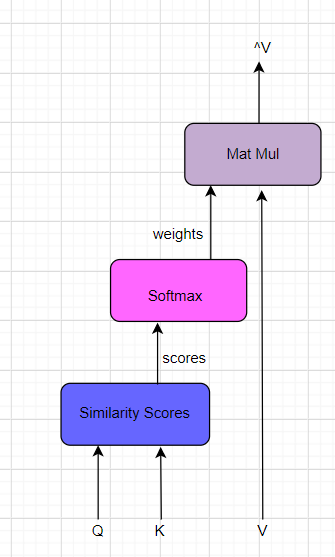 ^V
Mat Mul
weights
Softmax
scores
Similarity Scores
Q K V